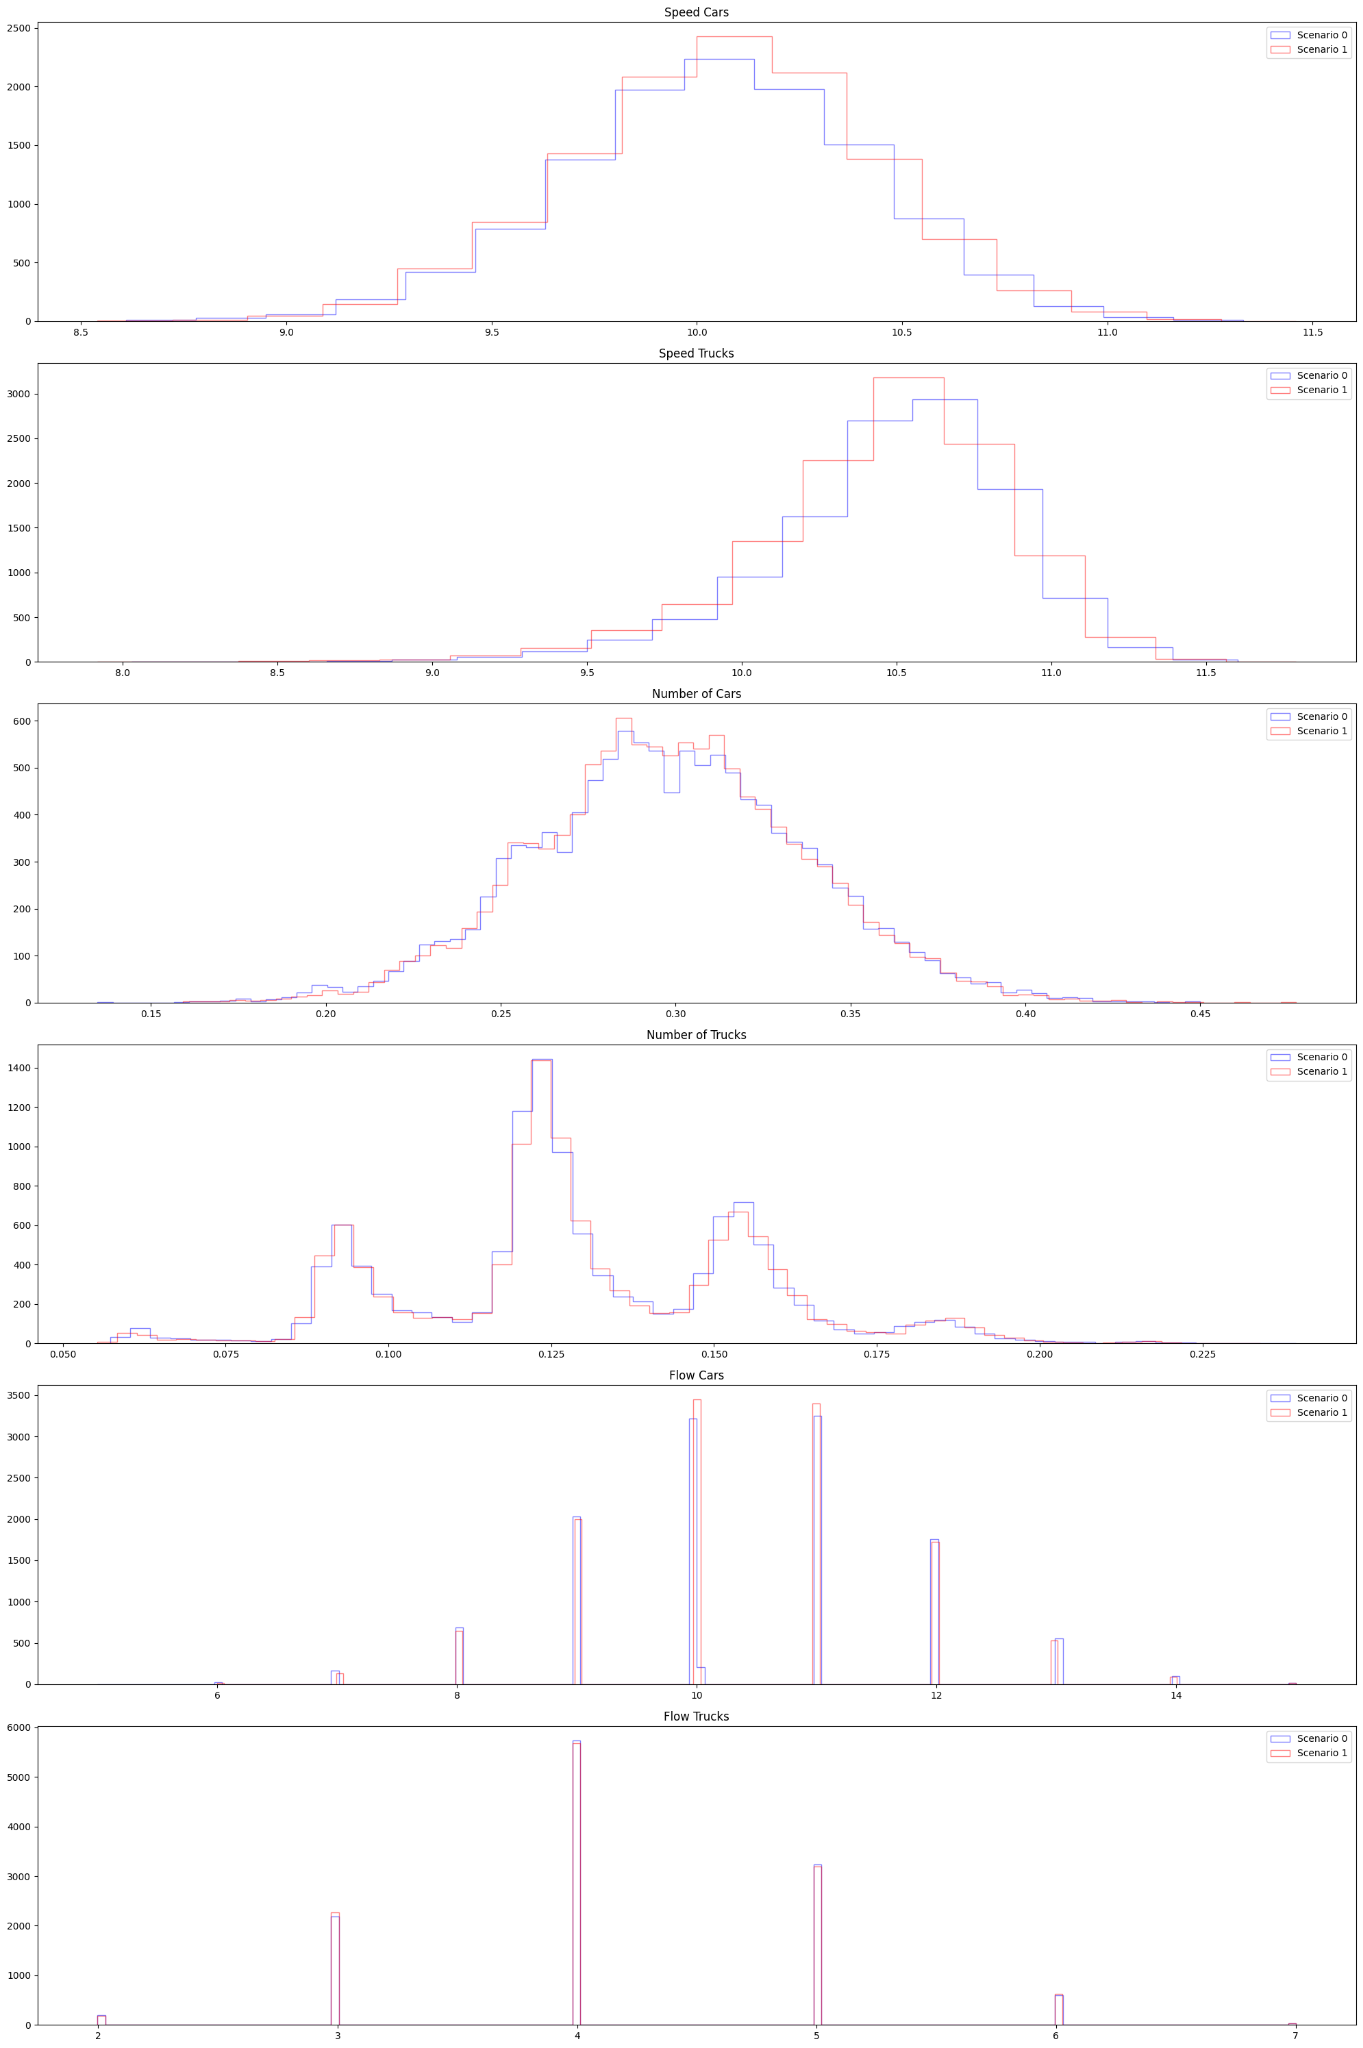 Speed Cars
2500
2000
1500
1000
500
0
Scenario 0
Scenario 1
8.5 9.0 9.5 10.0 10.5 11.0 11.5
Speed Trucks
3000
2500
2000
1500
1000
500
0
Scenario 0
Scenario 1
8.0 8.5 9.0 9.5 10.0 10.5 11.0 11.5
Number of Cars
600
500
400
300
200
100
0
Scenario 0
Scenario 1
0.15 0.20 0.25 0.30 0.35 0.40 0.45
Number of Trucks
1400
1200
1000
800
600
400
200
0
Scenario 0
Scenario 1
0.050 0.075 0.100 0.125 0.150 0.175 0.200 0.225
Flow Cars
3500
3000
2500
2000
1500
1000
500
0
Scenario 0
Scenario 1
6 8 10 12 14
Flow Trucks
6000
5000
4000
3000
2000
1000
0
Scenario 0
Scenario 1
2 3 4 5 6 7